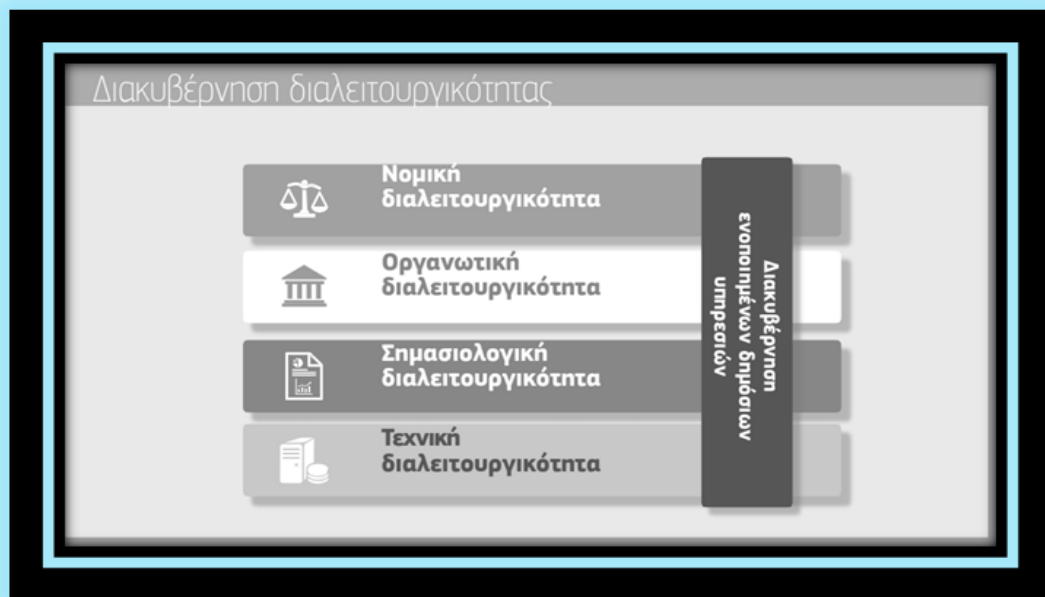 Διακυβέρνηση διαλειτουργικότητας
Νομική
διαλειτουργικότητα
Οργανωτική
διαλειτουργικότητα
Σημασιολογική
διαλειτουργικότητα
Τεχνική
διαλειτουργικότητα
Διακυβέρνηση
ενοποιημένων δημόσιων
υπηρεσιών